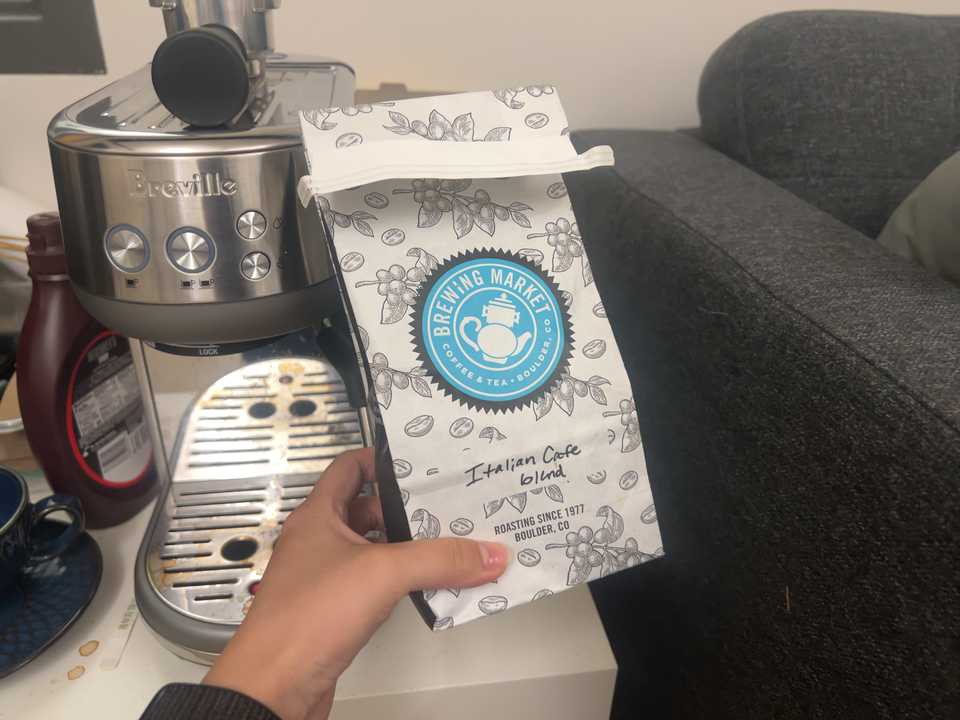 Breville
LOCK
BREWING MARKET
COFFEE & TEA • BOULDER, CO
Italian Cafe
blend.
ROASTING SINCE 1977
BOULDER, CO